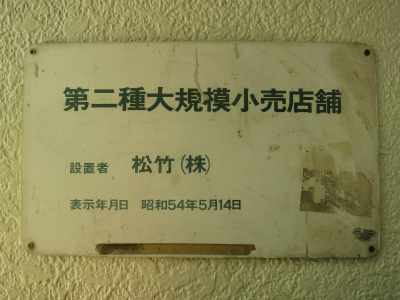 第二種大規模小売店舗
設置者 松竹(株)
表示年月日 昭和54年5月14日